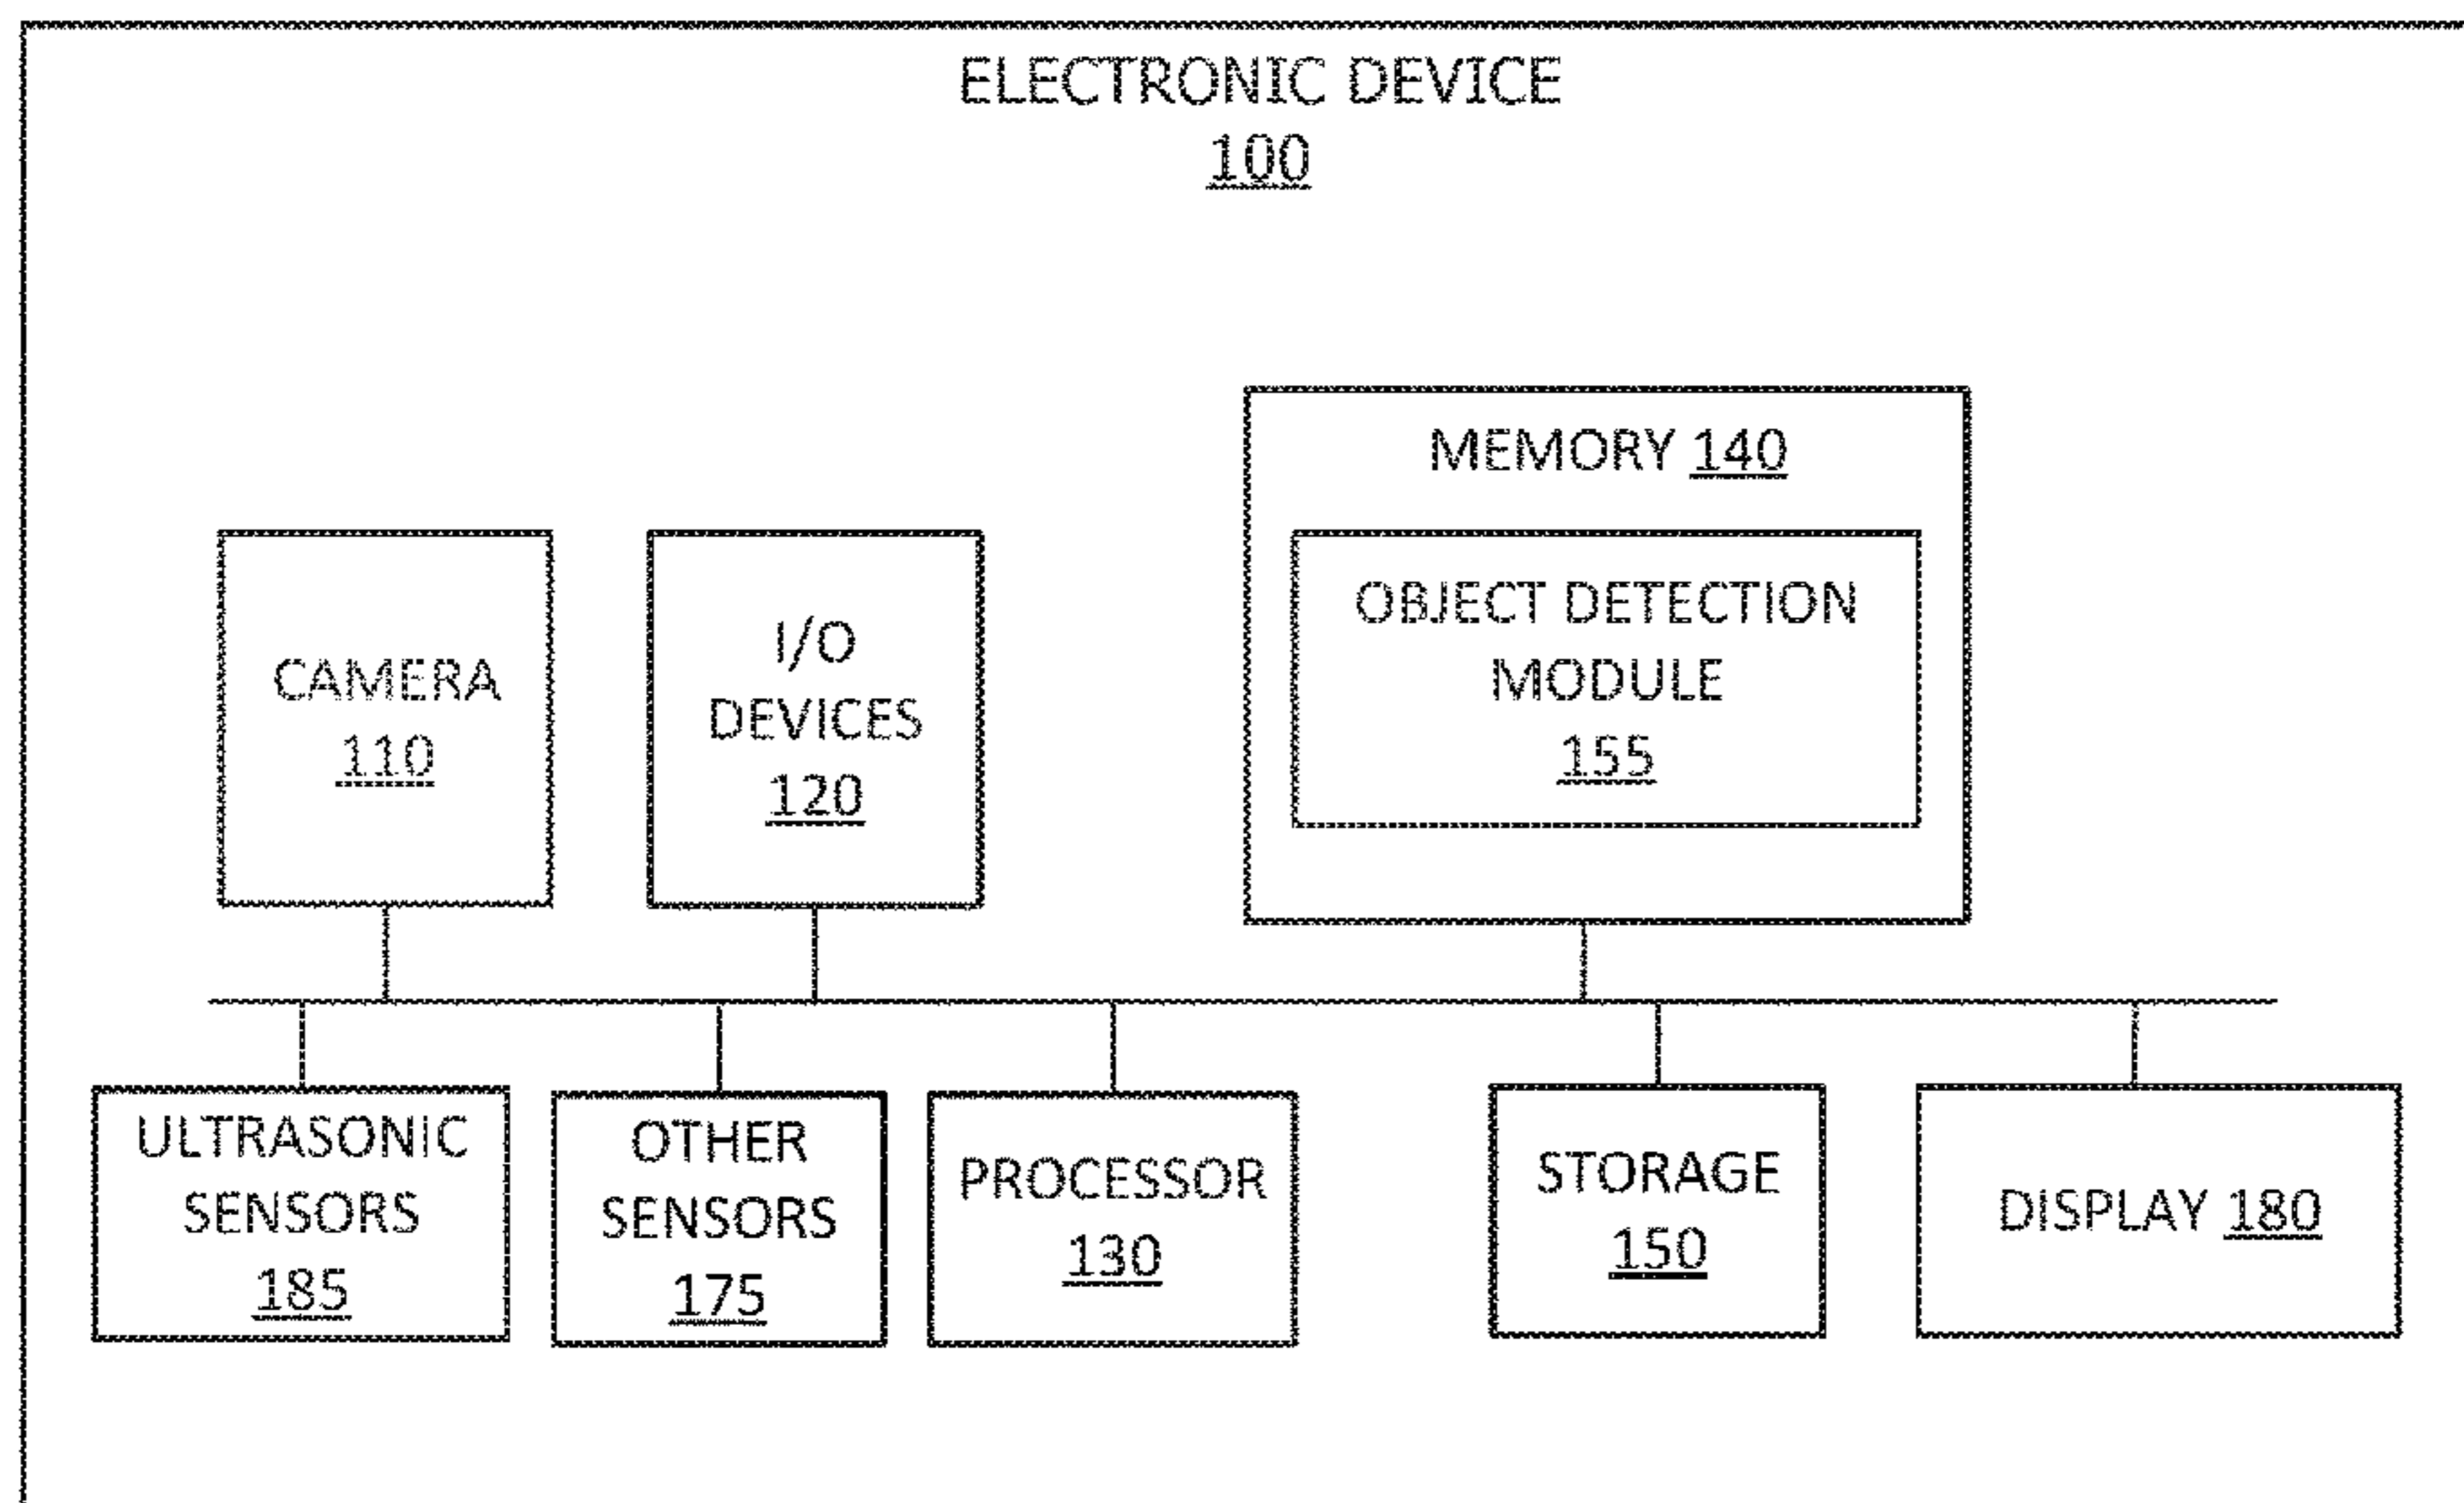 ELECTRONIC DEVICE
100
MEMORY 140
OBJECT DETECTION
MODULE
155
CAMERA
110
I/O
DEVICES
120
ULTRASONIC
SENSORS
185
OTHER
SENSORS
175
PROCESSOR
130
STORAGE
150
DISPLAY 180